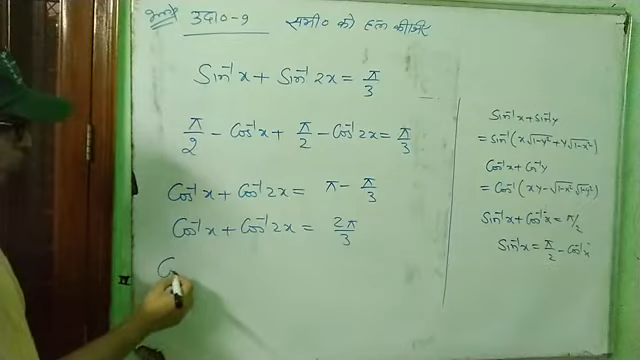 उदा०-9 समी० को हल कीजिए
Sin⁻¹x + Sin⁻¹2x = π/3
π/2 - Cos⁻¹x + π/2 - Cos⁻¹2x = π/3
Cos⁻¹x + Cos⁻¹2x = π - π/3
Cos⁻¹x + Cos⁻¹2x = 2π/3
C
Sin⁻¹x + Sin⁻¹y
= Sin⁻¹(x√1-y² + y√1-x²)
Cos⁻¹x + Cos⁻¹y
= Cos⁻¹(xy - √1-x² √1-y²)
Sin⁻¹x + Cos⁻¹x = π/2
Sin⁻¹x = π/2 - Cos⁻¹x